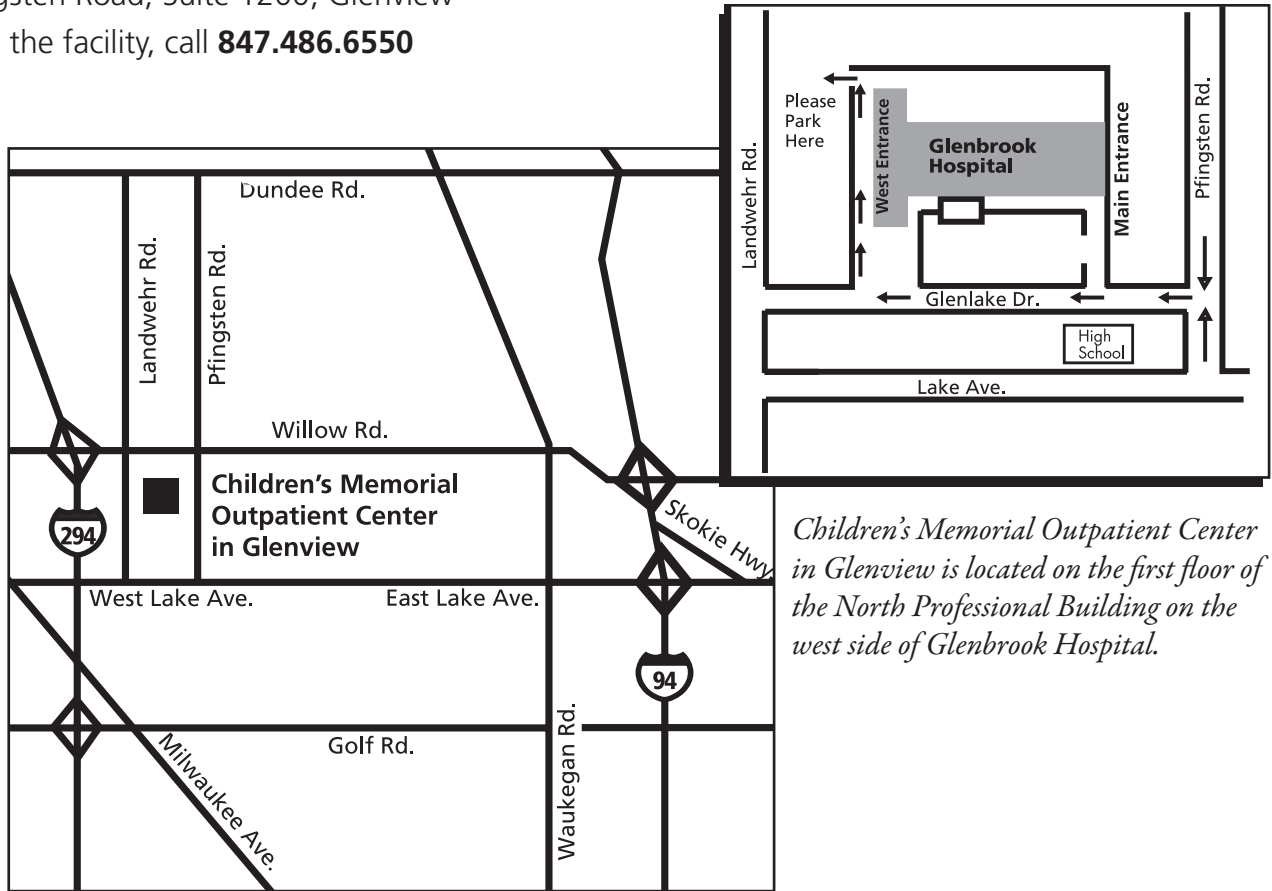 Road, Suite 1200, Glenview
the facility, call 847.486.6550
Dundee Rd.
Landwehr Rd.
Pfingsten Rd.
Willow Rd.
Children's Memorial
Outpatient Center
in Glenview
294
Skokie Hwy.
West Lake Ave.
East Lake Ave.
94
Golf Rd.
Milwaukee Ave.
Waukegan Rd.
Please
Park
Here
West Entrance
Glenbrook
Hospital
Main Entrance
Landwehr Rd.
Pfingsten Rd.
Glenlake Dr.
High
School
Lake Ave.
Children's Memorial Outpatient Center
in Glenview is located on the first floor of
the North Professional Building on the
west side of Glenbrook Hospital.